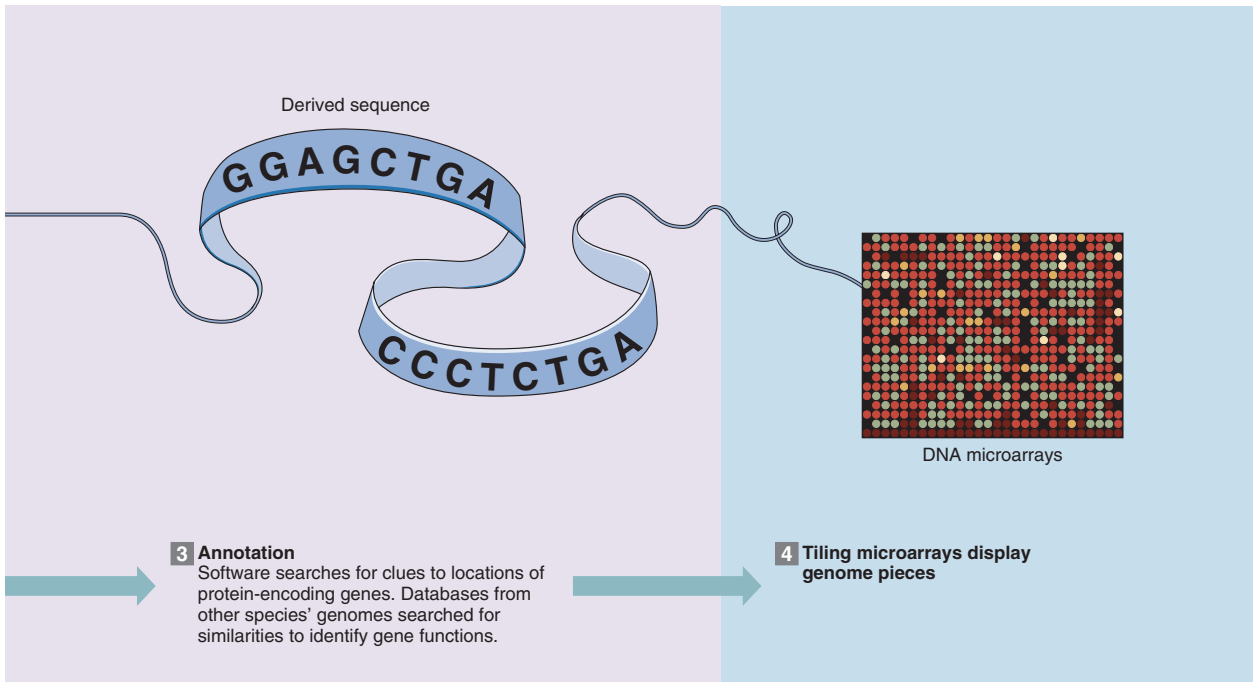 Derived sequence
GGAGCTGA
CCCTCTGA
DNA microarrays
3 Annotation
Software searches for clues to locations of
protein-encoding genes. Databases from
other species’ genomes searched for
similarities to identify gene functions.
4 Tiling microarrays display
genome pieces